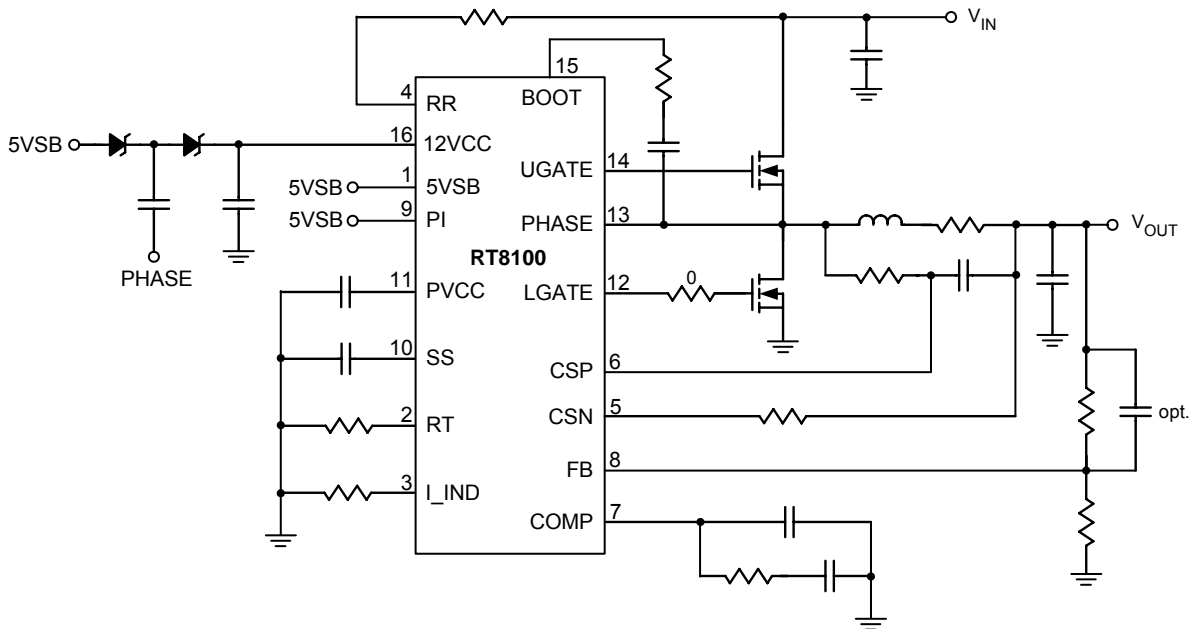 V_IN
15
BOOT
4
RR
5VSB
16
12VCC
UGATE
14
5VSB
1
5VSB
5VSB
9
PI
PHASE
13
V_OUT
RT8100
PHASE
11
PVCC
LGATE
12
0
10
SS
CSP
6
2
RT
CSN
5
opt.
3
I_IND
FB
8
COMP
7